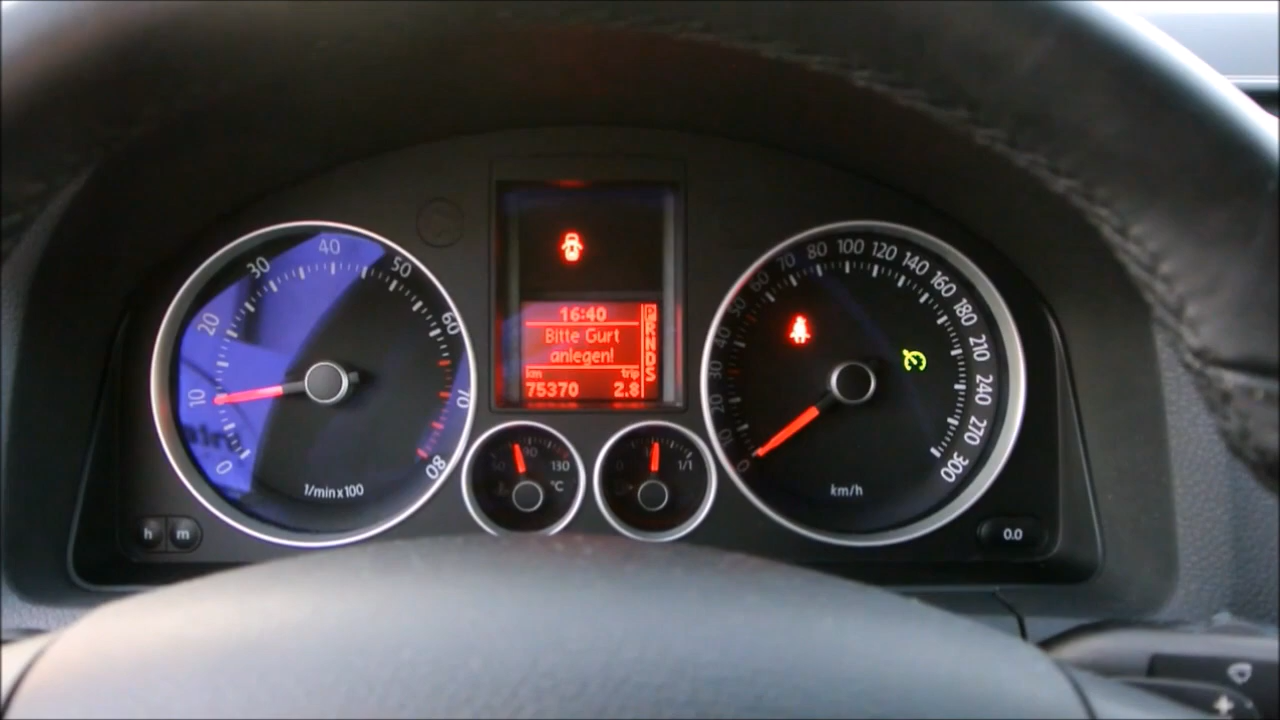 0
10
20
30
40
50
60
70
80
1/min x 100
h
m
16:40
Bitte Gurt
anlegen!
km trip
75370 2.8
P
R
N
D
S
90
130
°C
0
1/1
0
10
20
30
40
50
60
70
80
100
120
140
160
180
210
240
270
300
km/h
0.0